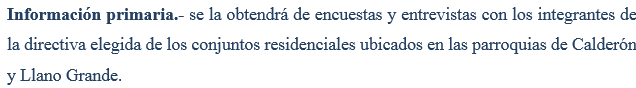 Información primaria.- se la obtendrá de encuestas y entrevistas con los integrantes de
la directiva elegida de los conjuntos residenciales ubicados en las parroquias de Calderón
y Llano Grande.